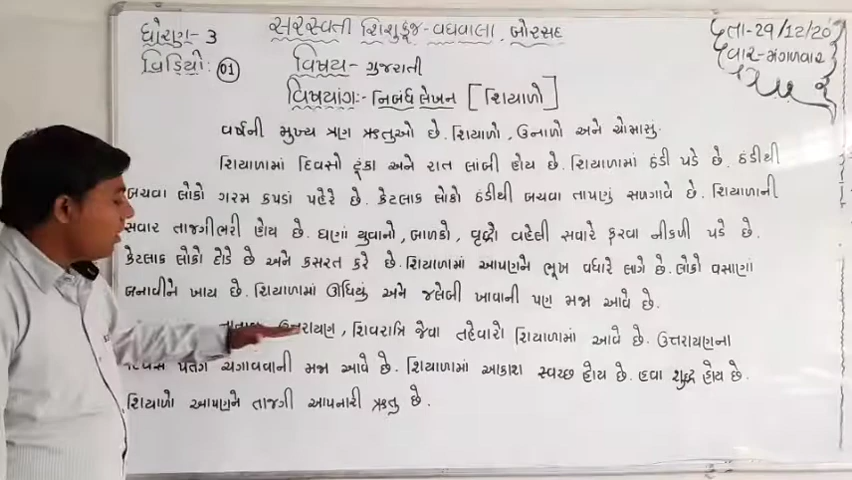 ધોરણ- 3
સરસ્વતી શિશુકુંજ - વઘવાલા, બોરસદ
તા-29/12/20
વિડિયો: 01
વિષય- ગુજરાતી
વાર-મંગળવાર
વિષયાંગ:- નિબંધ લેખન [શિયાળો]
વર્ષની મુખ્ય ત્રણ ઋતુઓ છે. શિયાળો, ઉનાળો અને ચોમાસું.
શિયાળામાં દિવસો ટૂંકા અને રાત લાંબી હોય છે. શિયાળામાં ઠંડી પડે છે. ઠંડીથી
બચવા લોકો ગરમ કપડાં પહેરે છે. કેટલાક લોકો ઠંડીથી બચવા તાપણું સળગાવે છે. શિયાળાની
સવાર તાજગીભરી હોય છે. ઘણાં યુવાનો, બાળકો, વૃદ્ધો વહેલી સવારે ફરવા નીકળી પડે છે.
કેટલાક લોકો દોડે છે અને કસરત કરે છે. શિયાળામાં આપણને ભૂખ વધારે લાગે છે. લોકો વસાણાં
બનાવીને ખાય છે. શિયાળામાં ઊંધિયું અને જલેબી ખાવાની પણ મજા આવે છે.
ઉત્તરાયણ, શિવરાત્રિ જેવા તહેવારો શિયાળામાં આવે છે. ઉત્તરાયણના
દિવસે પતંગ ચગાવવાની મજા આવે છે. શિયાળામાં આકાશ સ્વચ્છ હોય છે. હવા શુદ્ધ હોય છે.
શિયાળો આપણને તાજગી આપનારી ઋતુ છે.